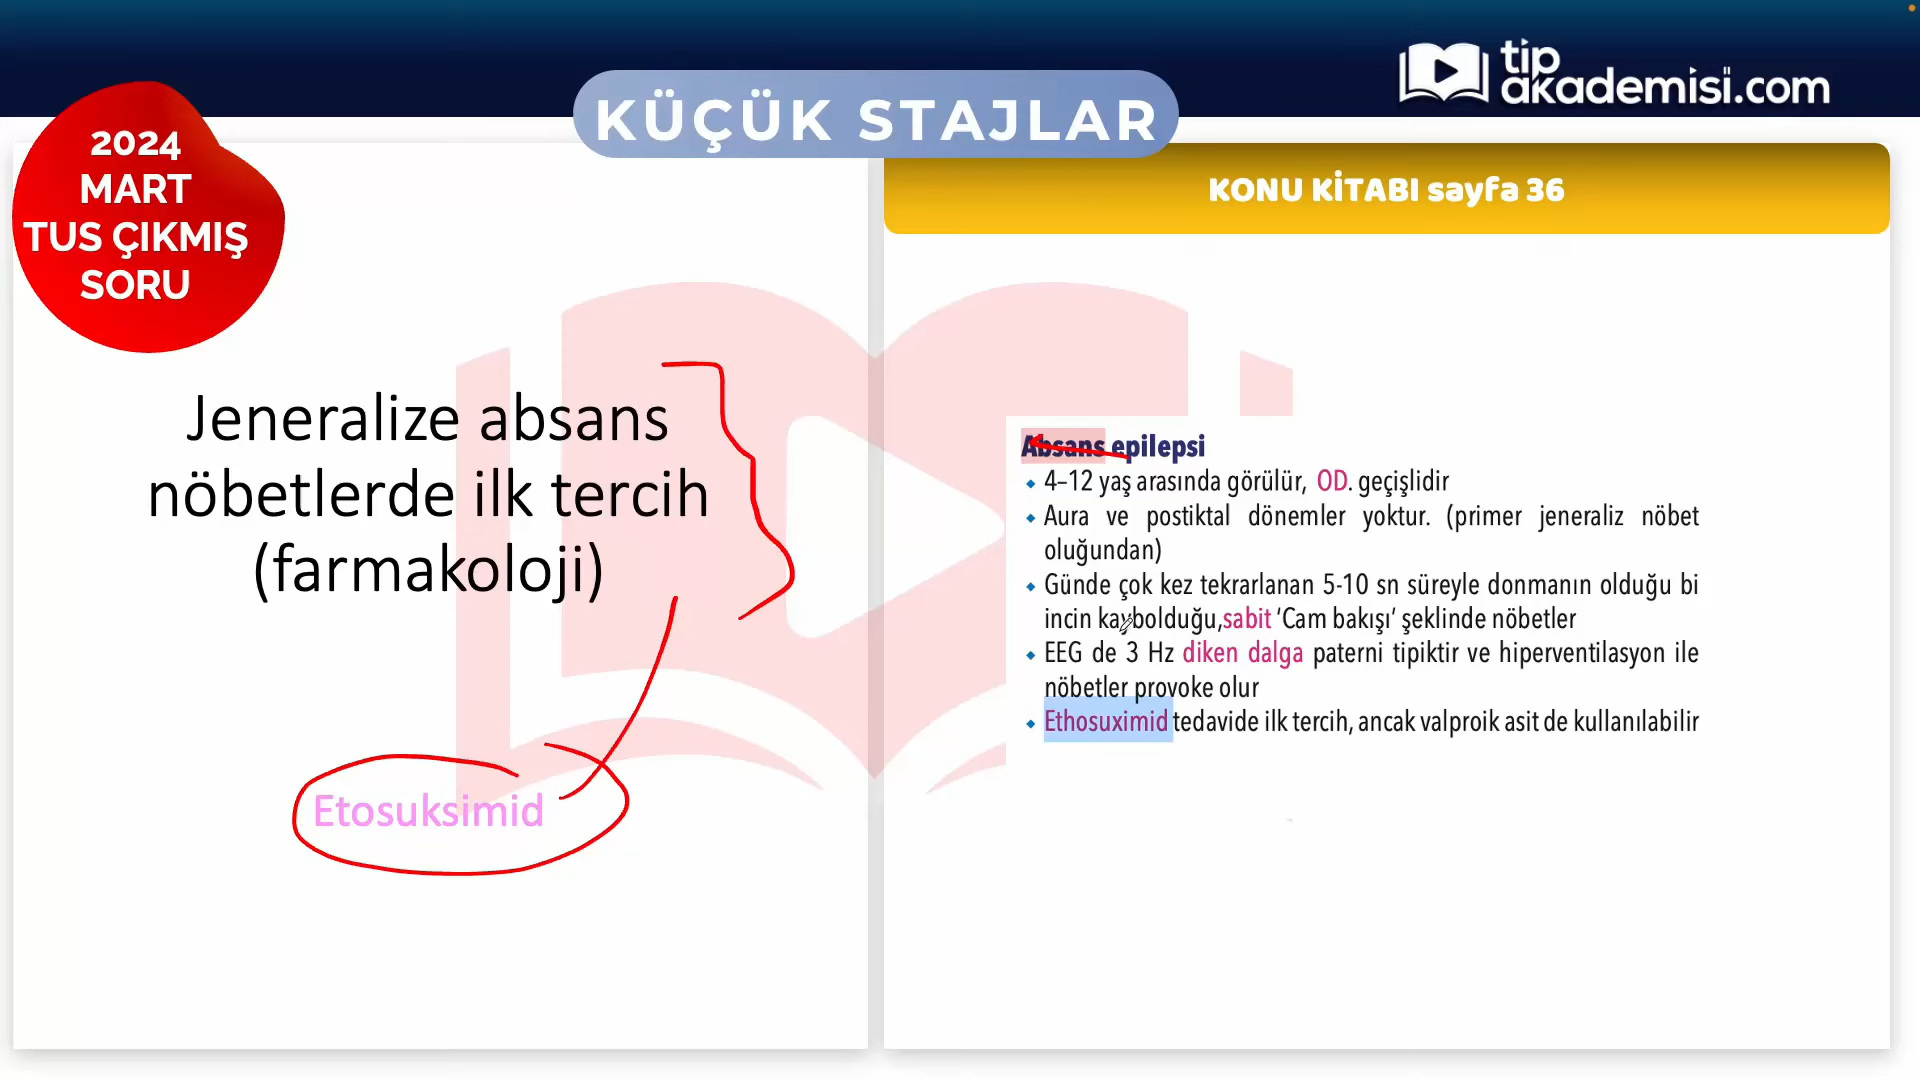 tıp
akademisi.com
KÜÇÜK STAJLAR
2024
MART
TUS ÇIKMIŞ
SORU
Jeneralize absans
nöbetlerde ilk tercih
(farmakoloji)
Etosuksimid
KONU KİTABI sayfa 36
Absans epilepsi
4–12 yaş arasında görülür, OD. geçişlidir
Aura ve postiktal dönemler yoktur. (primer jeneraliz nöbet
oluğundan)
Günde çok kez tekrarlanan 5-10 sn süreyle donmanın olduğu bi
incin kaybolduğu,sabit ‘Cam bakışı’ şeklinde nöbetler
EEG de 3 Hz diken dalga paterni tipiktir ve hiperventilasyon ile
nöbetler provoke olur
Ethosuximid tedavide ilk tercih, ancak valproik asit de kullanılabilir